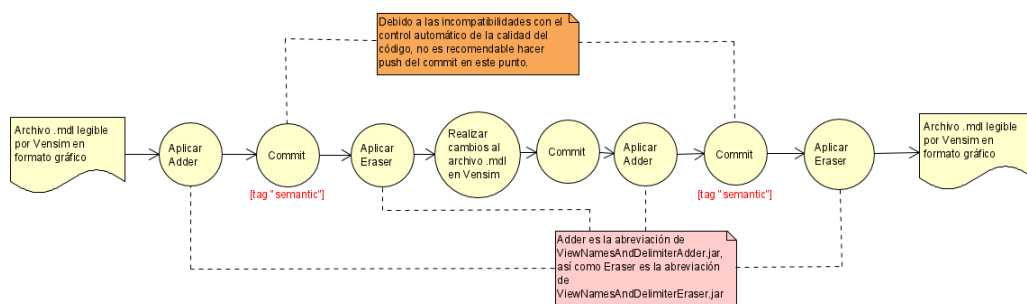 Debido a las incompatibilidades con el
control automático de la calidad del
código, no es recomendable hacer
push del commit en este punto.
Archivo .mdl legible
por Vensim en
formato gráfico
Aplicar
Adder
Commit
[tag "semantic"]
Aplicar
Eraser
Realizar
cambios al
archivo .mdl
en Vensim
Commit
Aplicar
Adder
Commit
[tag "semantic"]
Aplicar
Eraser
Archivo .mdl legible
por Vensim en
formato gráfico
Adder es la abreviación de
ViewNamesAndDelimiterAdder.jar,
así como Eraser es la abreviación
de
ViewNamesAndDelimiterEraser.jar